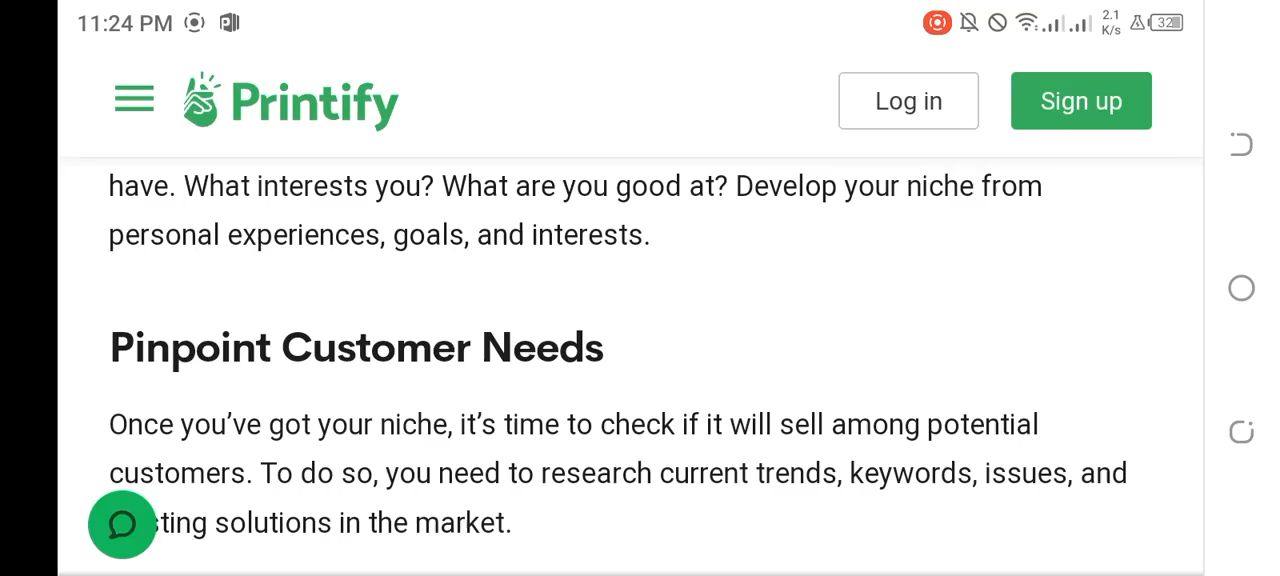 11:24 PM
2.1
K/s
32
Printify
Log in
Sign up
have. What interests you? What are you good at? Develop your niche from
personal experiences, goals, and interests.
Pinpoint Customer Needs
Once you’ve got your niche, it’s time to check if it will sell among potential
customers. To do so, you need to research current trends, keywords, issues, and
sting solutions in the market.